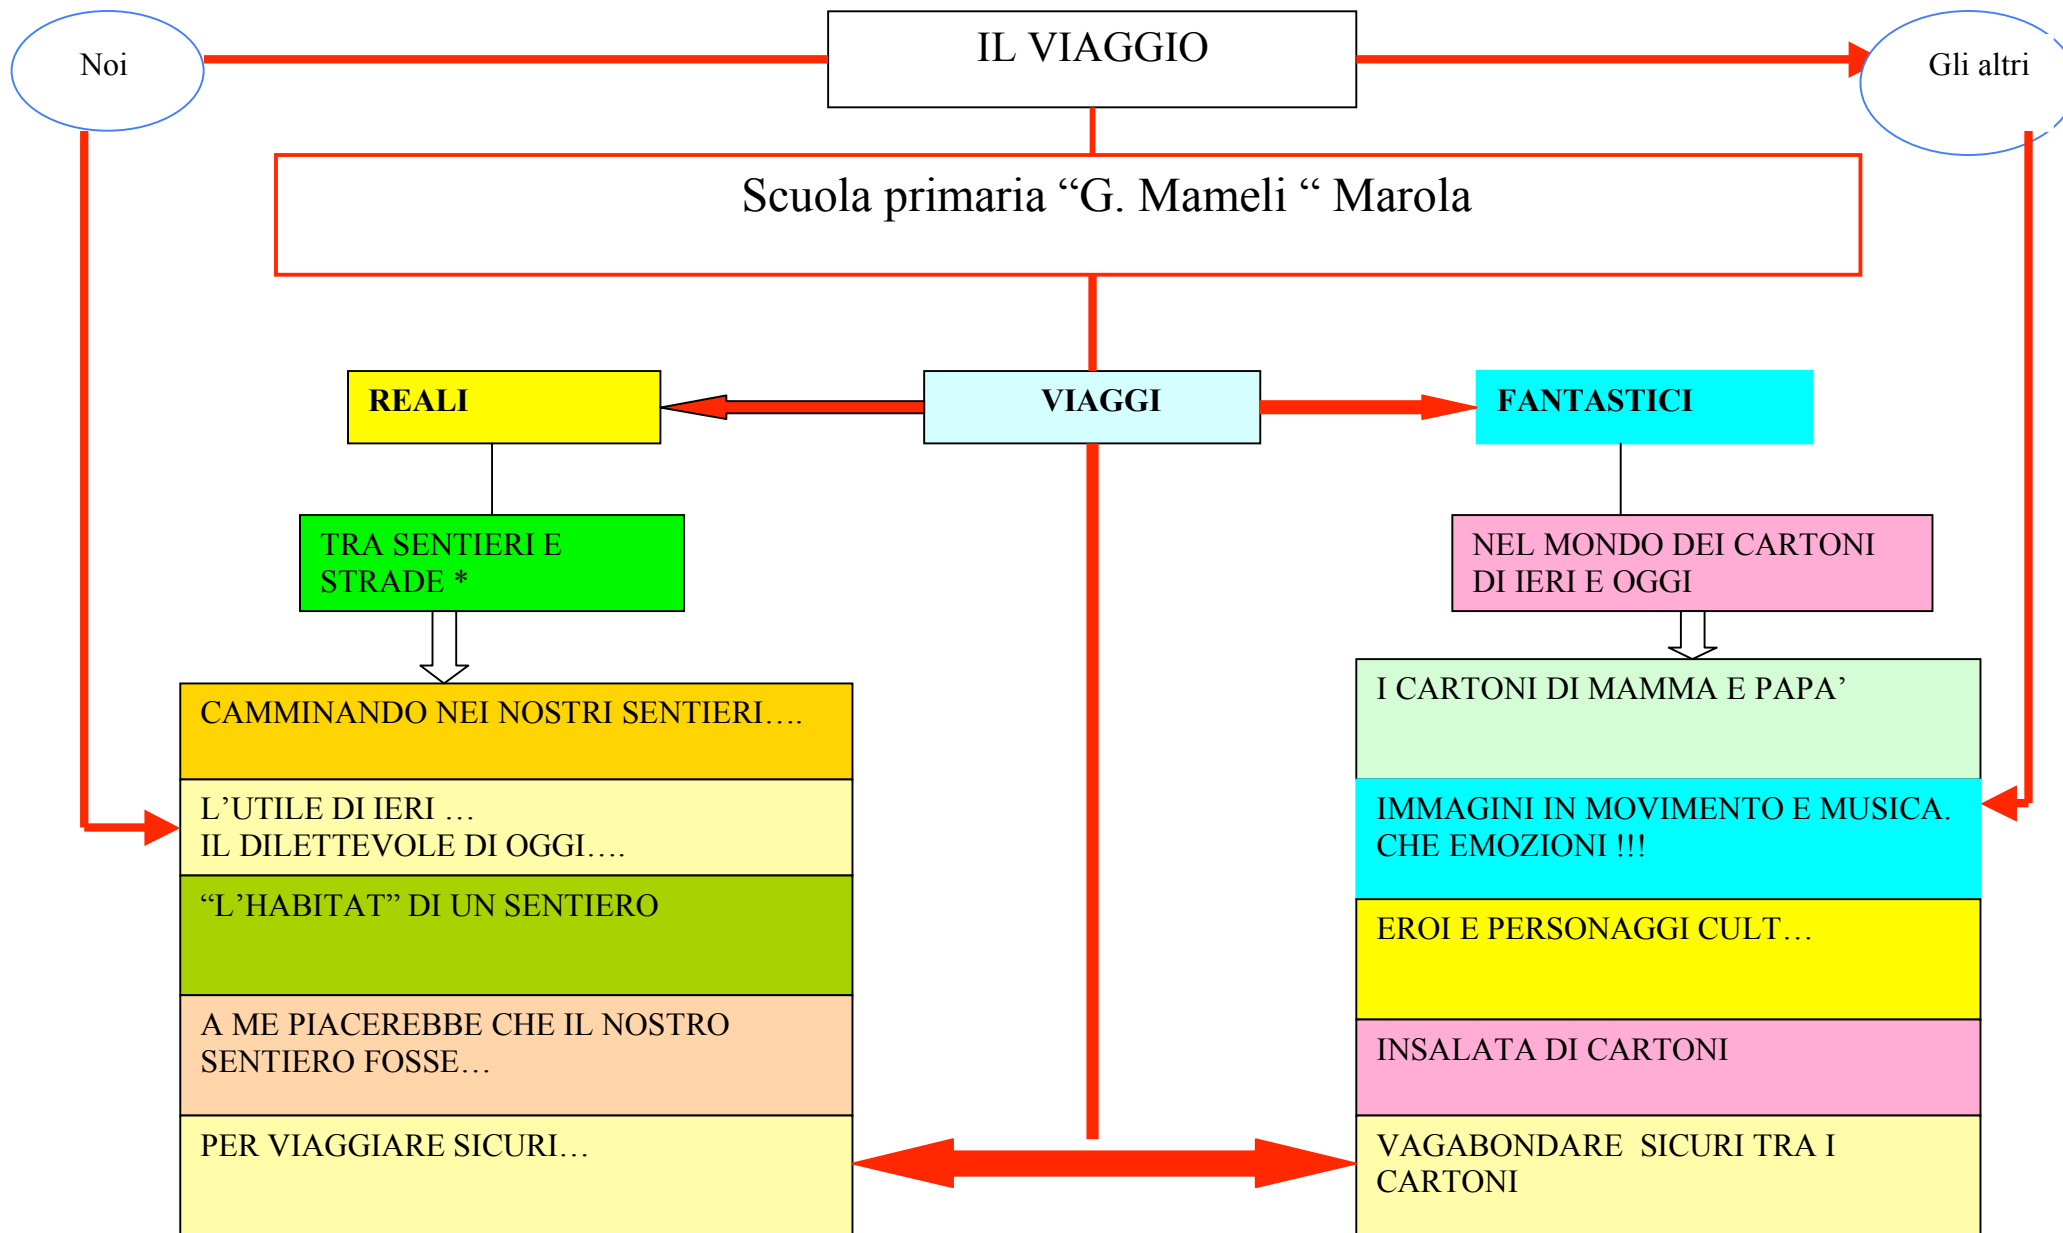 Noi
IL VIAGGIO
Gli altri
Scuola primaria “G. Mameli “ Marola
REALI
VIAGGI
FANTASTICI
TRA SENTIERI E
STRADE *
NEL MONDO DEI CARTONI
DI IERI E OGGI
CAMMINANDO NEI NOSTRI SENTIERI….
L’UTILE DI IERI …
IL DILETTEVOLE DI OGGI….
“L’HABITAT” DI UN SENTIERO
A ME PIACEREBBE CHE IL NOSTRO
SENTIERO FOSSE…
PER VIAGGIARE SICURI…
I CARTONI DI MAMMA E PAPA’
IMMAGINI IN MOVIMENTO E MUSICA.
CHE EMOZIONI !!!
EROI E PERSONAGGI CULT…
INSALATA DI CARTONI
VAGABONDARE  SICURI TRA I
CARTONI